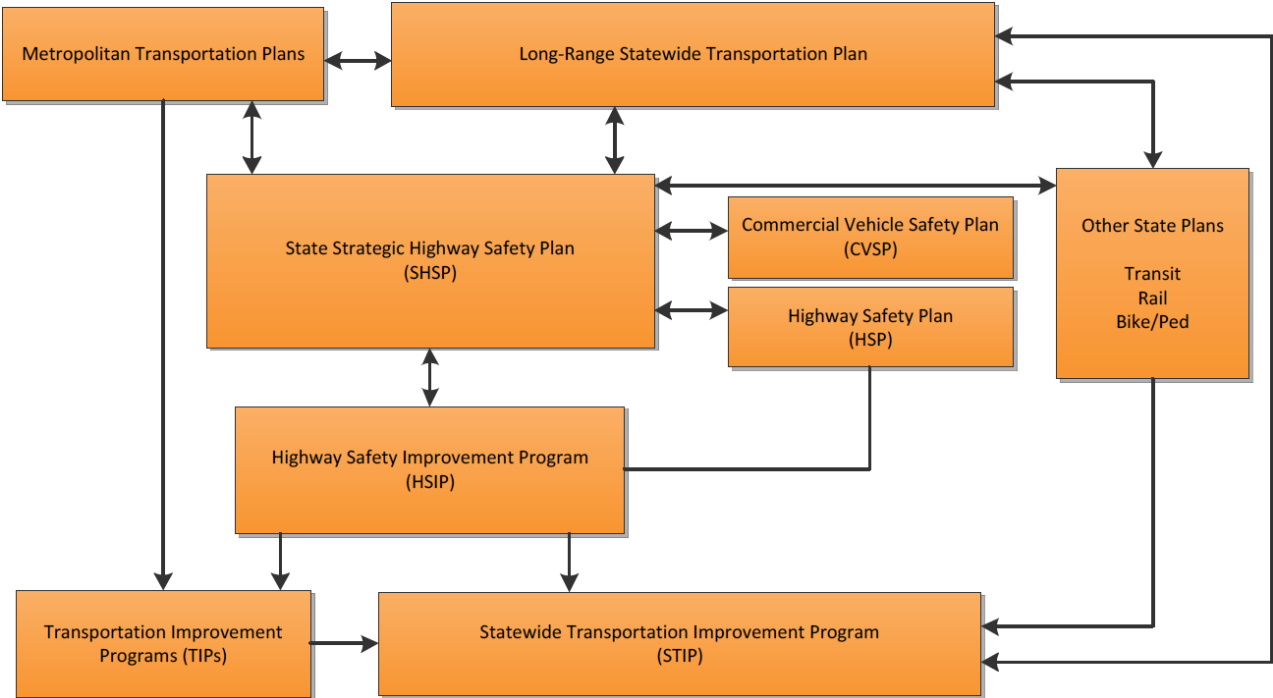 Metropolitan Transportation Plans
Long-Range Statewide Transportation Plan
State Strategic Highway Safety Plan
(SHSP)
Commercial Vehicle Safety Plan
(CVSP)
Highway Safety Plan
(HSP)
Other State Plans
Transit
Rail
Bike/Ped
Highway Safety Improvement Program
(HSIP)
Transportation Improvement
Programs (TIPs)
Statewide Transportation Improvement Program
(STIP)